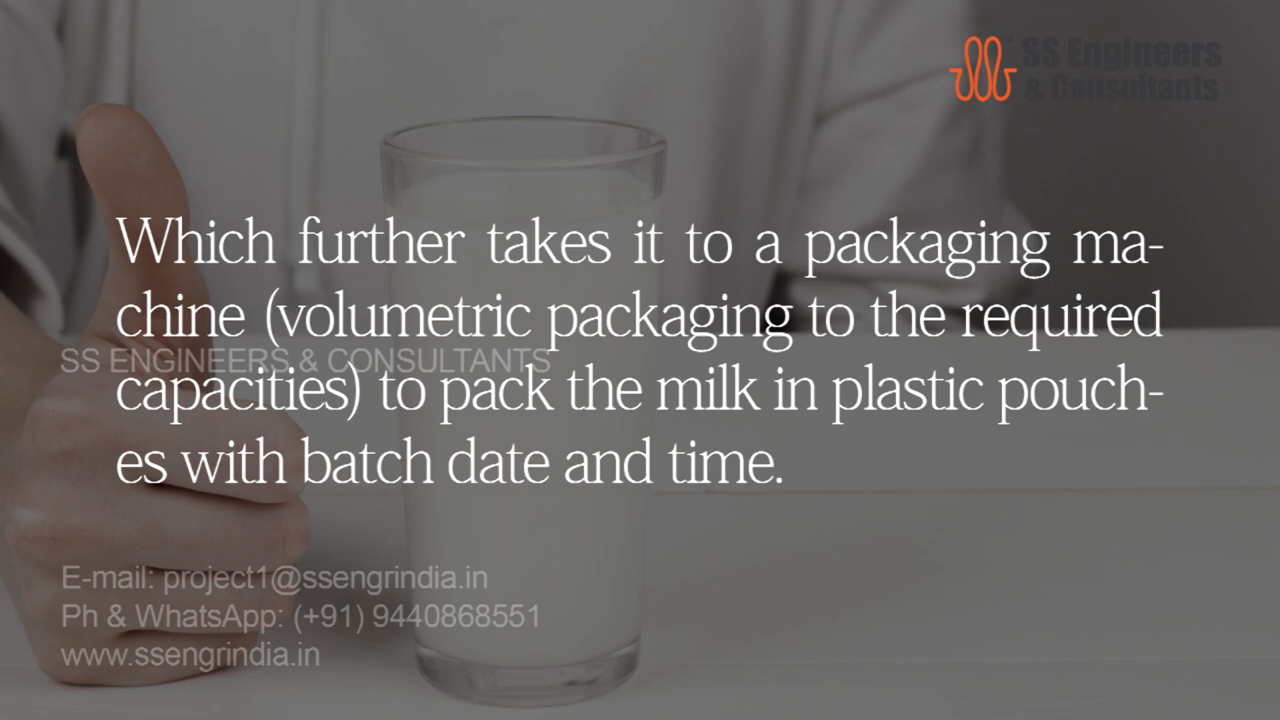 SS Engineers
& Consultants
Which further takes it to a packaging ma-
chine (volumetric packaging to the required
SS ENGINEERS & CONSULTANTS
capacities) to pack the milk in plastic pouch-
es with batch date and time.
E-mail: project1@ssengrindia.in
Ph & WhatsApp: (+91) 9440868551
www.ssengrindia.in